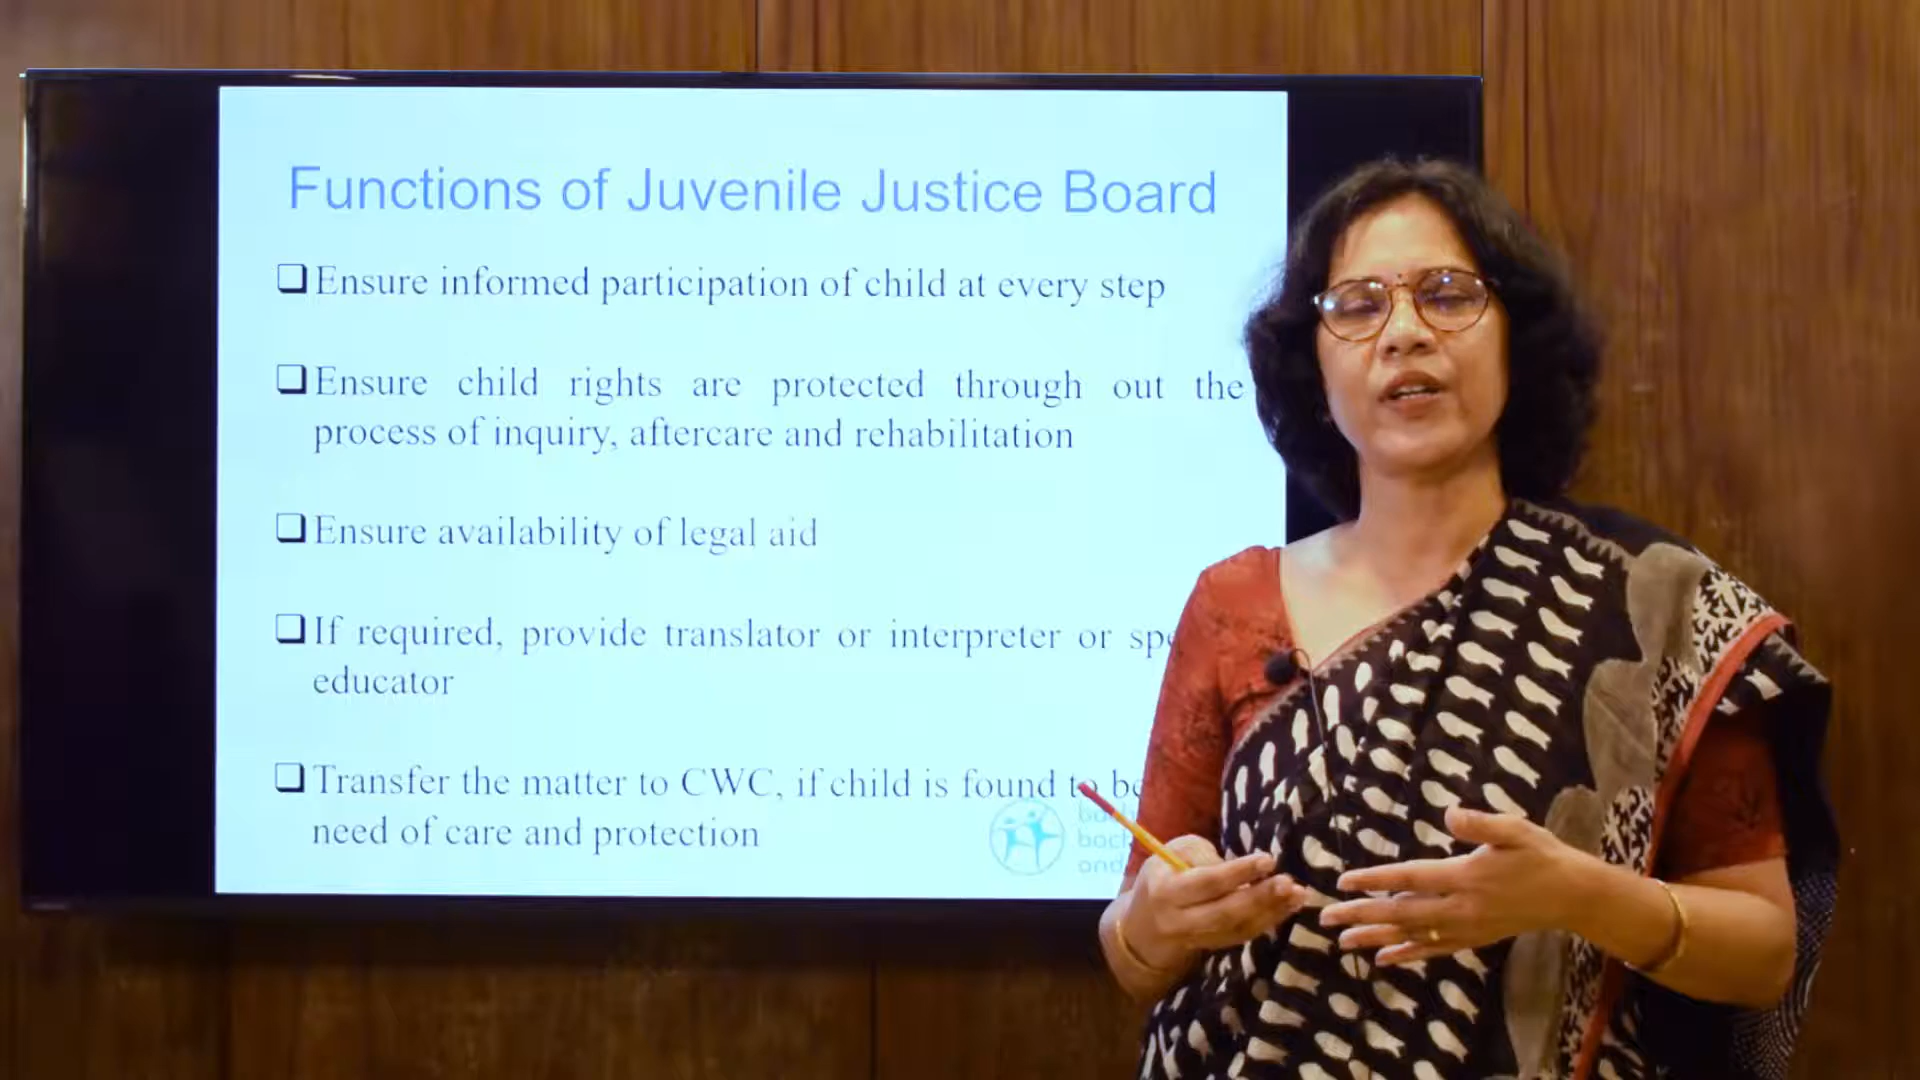 Functions of Juvenile Justice Board
❑ Ensure informed participation of child at every step
❑ Ensure child rights are protected through out the
process of inquiry, aftercare and rehabilitation
❑ Ensure availability of legal aid
❑ If required, provide translator or interpreter or
educator
❑ Transfer the matter to CWC, if child is found to be
need of care and protection